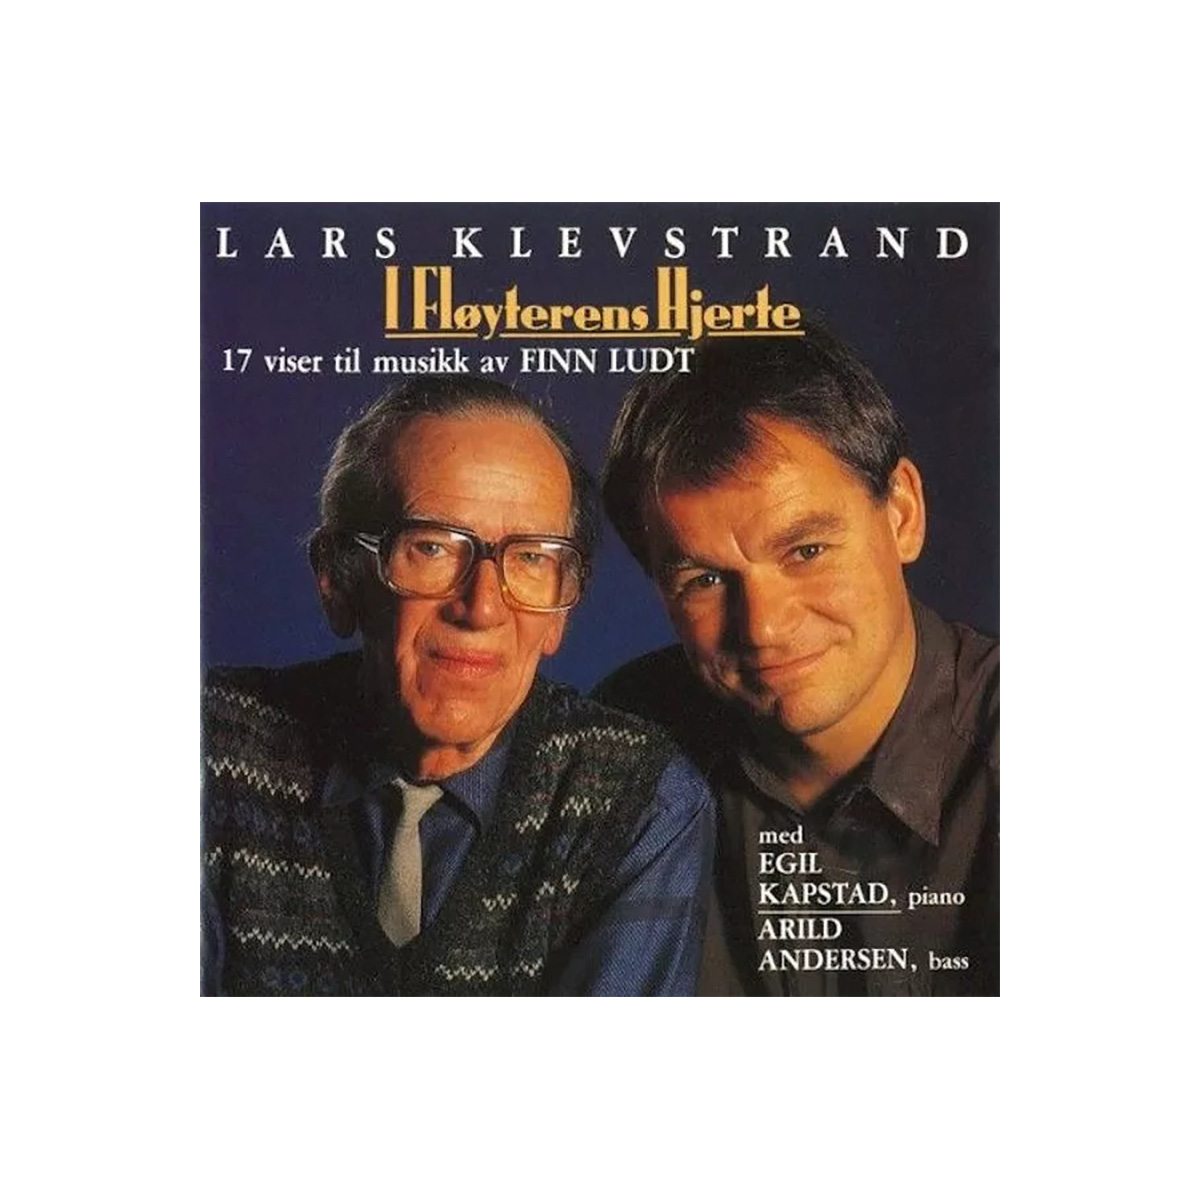 LARS KLEVSTRAND
I Fløyterens Hjerte
17 viser til musikk av FINN LUDT
med
EGIL
KAPSTAD, piano
ARILD
ANDERSEN, bass